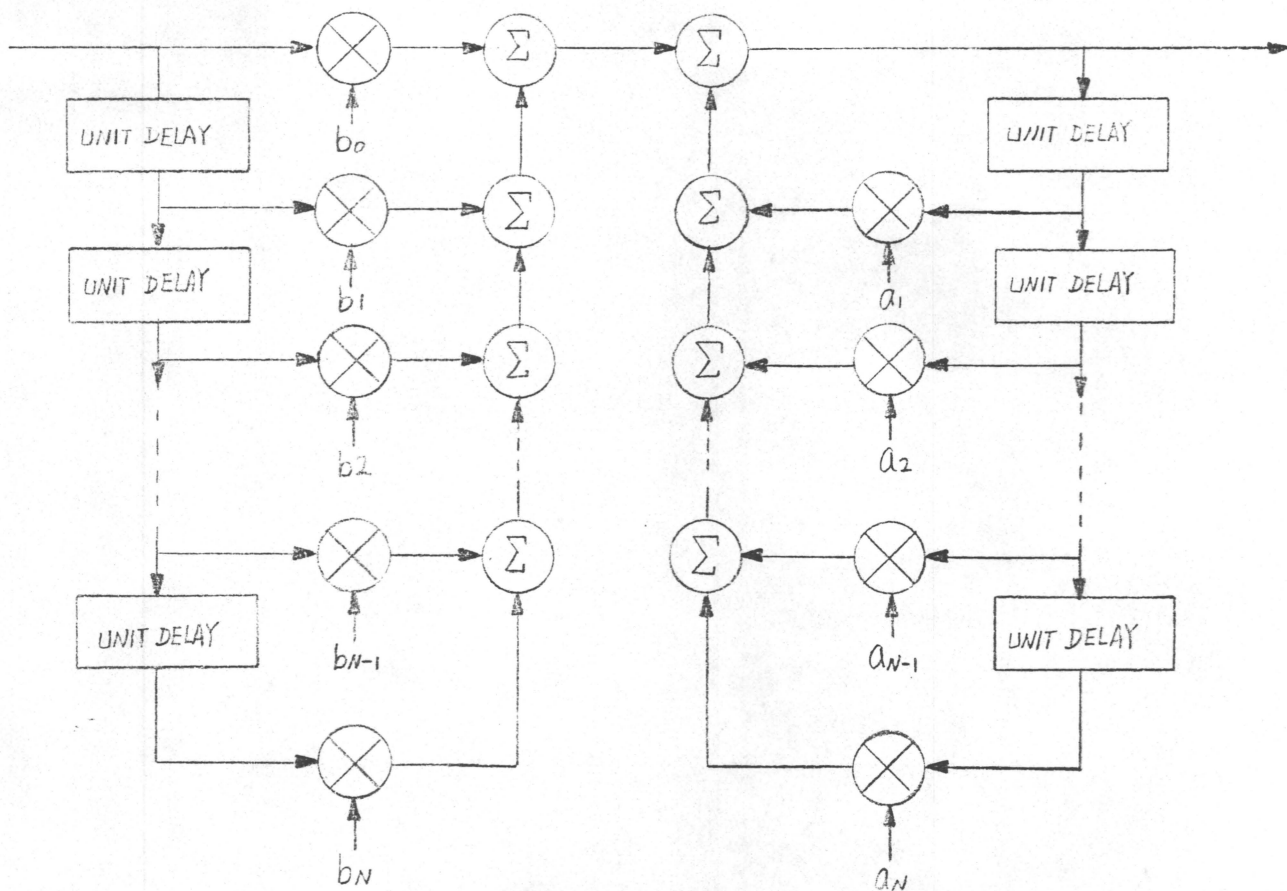 Σ Σ
UNIT DELAY UNIT DELAY
b0
Σ Σ
UNIT DELAY b1 a1 UNIT DELAY
Σ Σ
b2 a2
Σ Σ
UNIT DELAY bN-1 aN-1 UNIT DELAY
bN aN